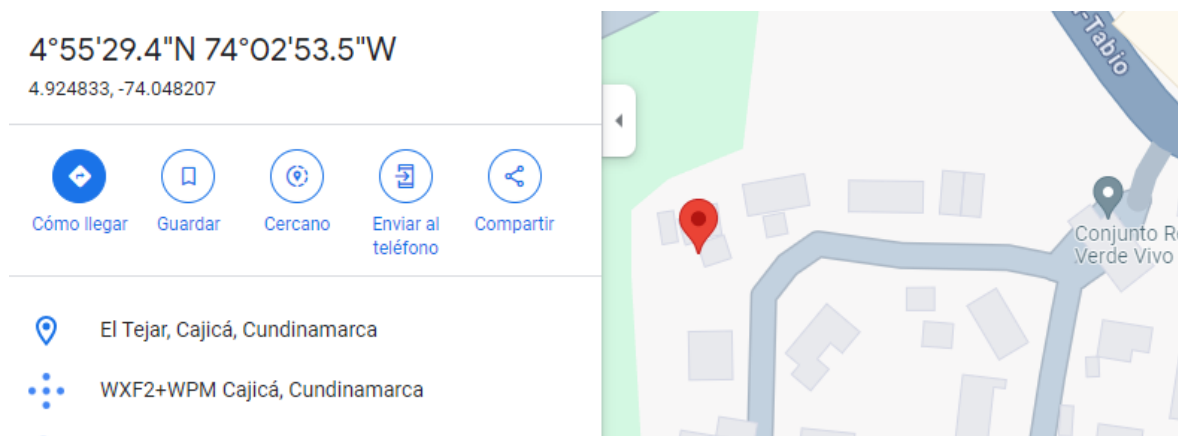 4°55'29.4"N 74°02'53.5"W
4.924833, -74.048207
Cómo llegar
Guardar
Cercano
Enviar al
teléfono
Compartir
El Tejar, Cajicá, Cundinamarca
WXF2+WPM Cajicá, Cundinamarca
-Tabio
Conjunto
Verde Vivo